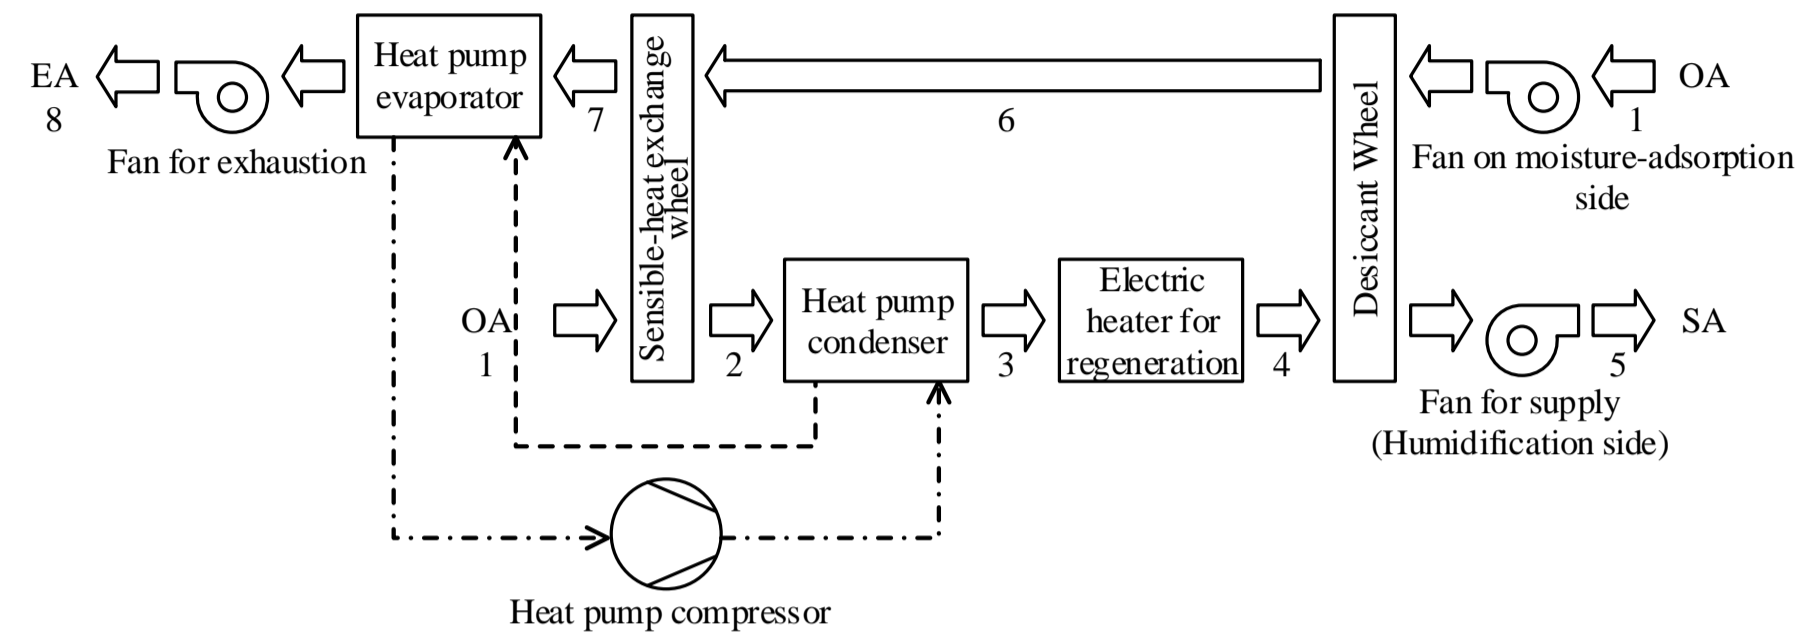 EA
8
Fan for exhaustion
Heat pump
evaporator
7
Sensible-heat exchange
wheel
6
Desiccant Wheel
OA
1
Fan on moisture-adsorption
side
OA
1
2
Heat pump
condenser
3
Electric
heater for
regeneration
4
5
SA
Fan for supply
(Humidification side)
Heat pump compressor